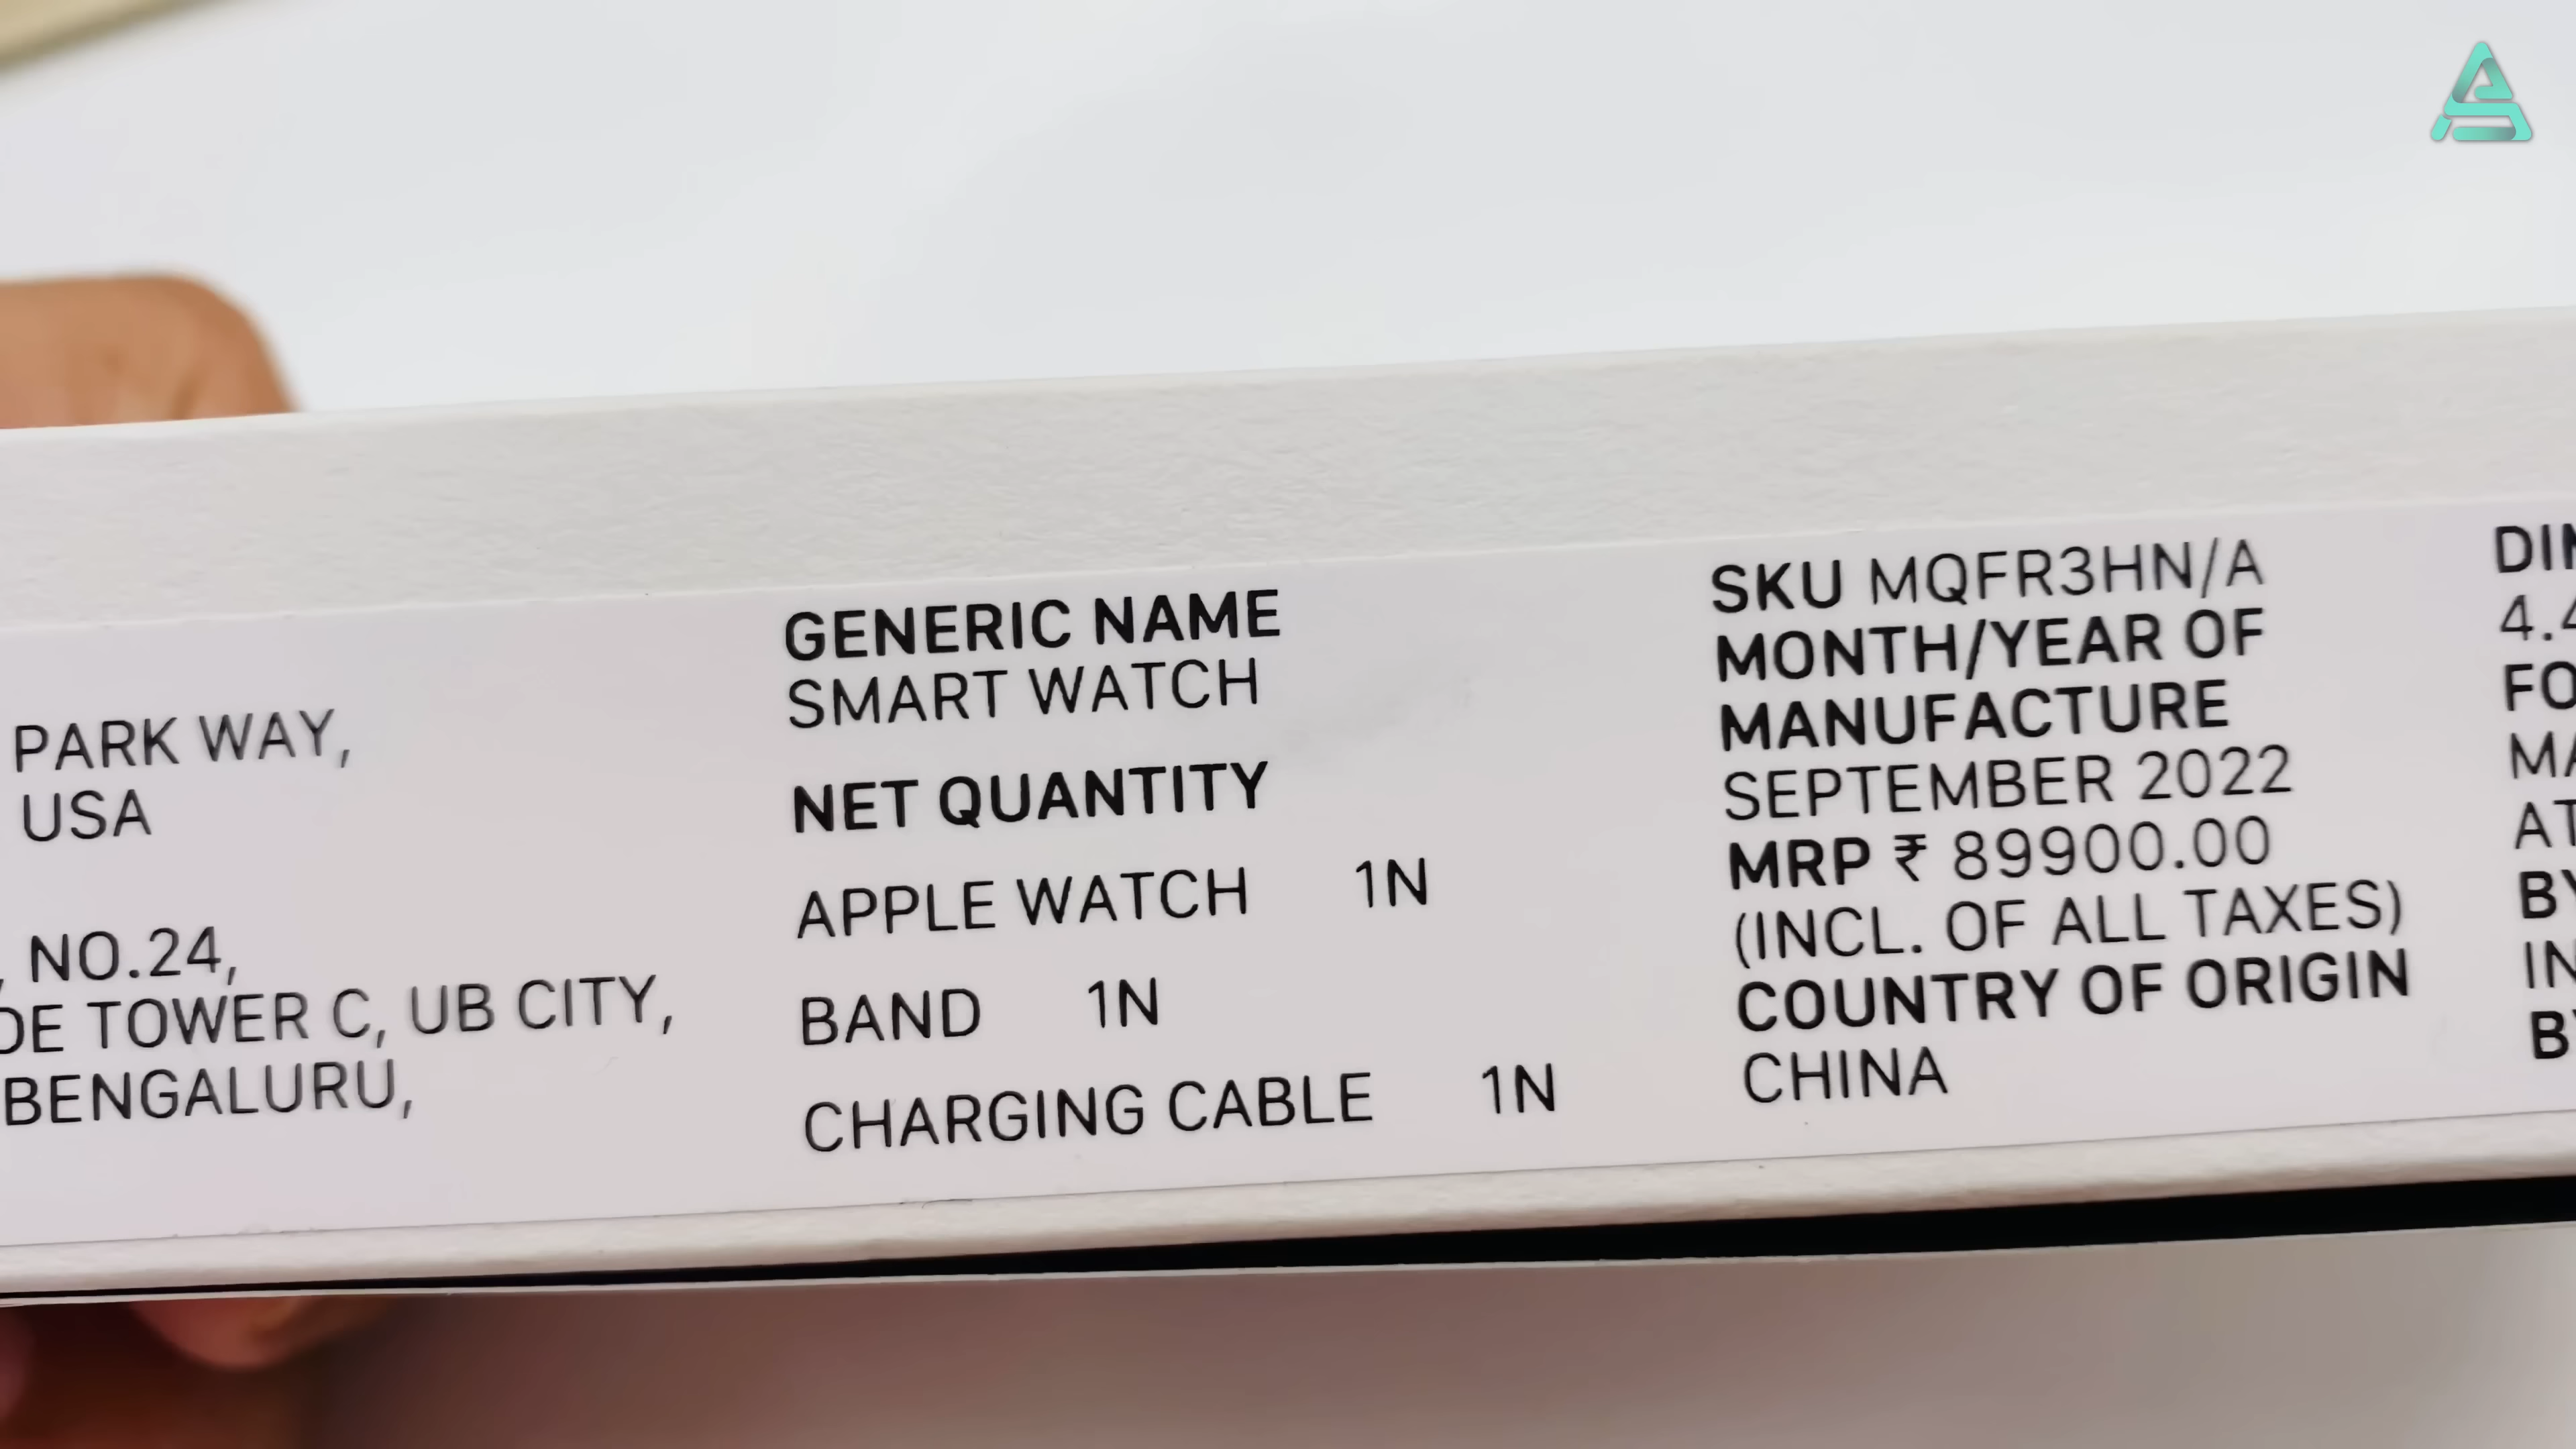 PARK WAY,
USA
, NO.24,
DE TOWER C, UB CITY,
BENGALURU,
GENERIC NAME
SMART WATCH
NET QUANTITY
APPLE WATCH 1N
BAND 1N
CHARGING CABLE 1N
SKU MQFR3HN/A
MONTH/YEAR OF
MANUFACTURE
SEPTEMBER 2022
MRP ₹ 89900.00
(INCL. OF ALL TAXES)
COUNTRY OF ORIGIN
CHINA